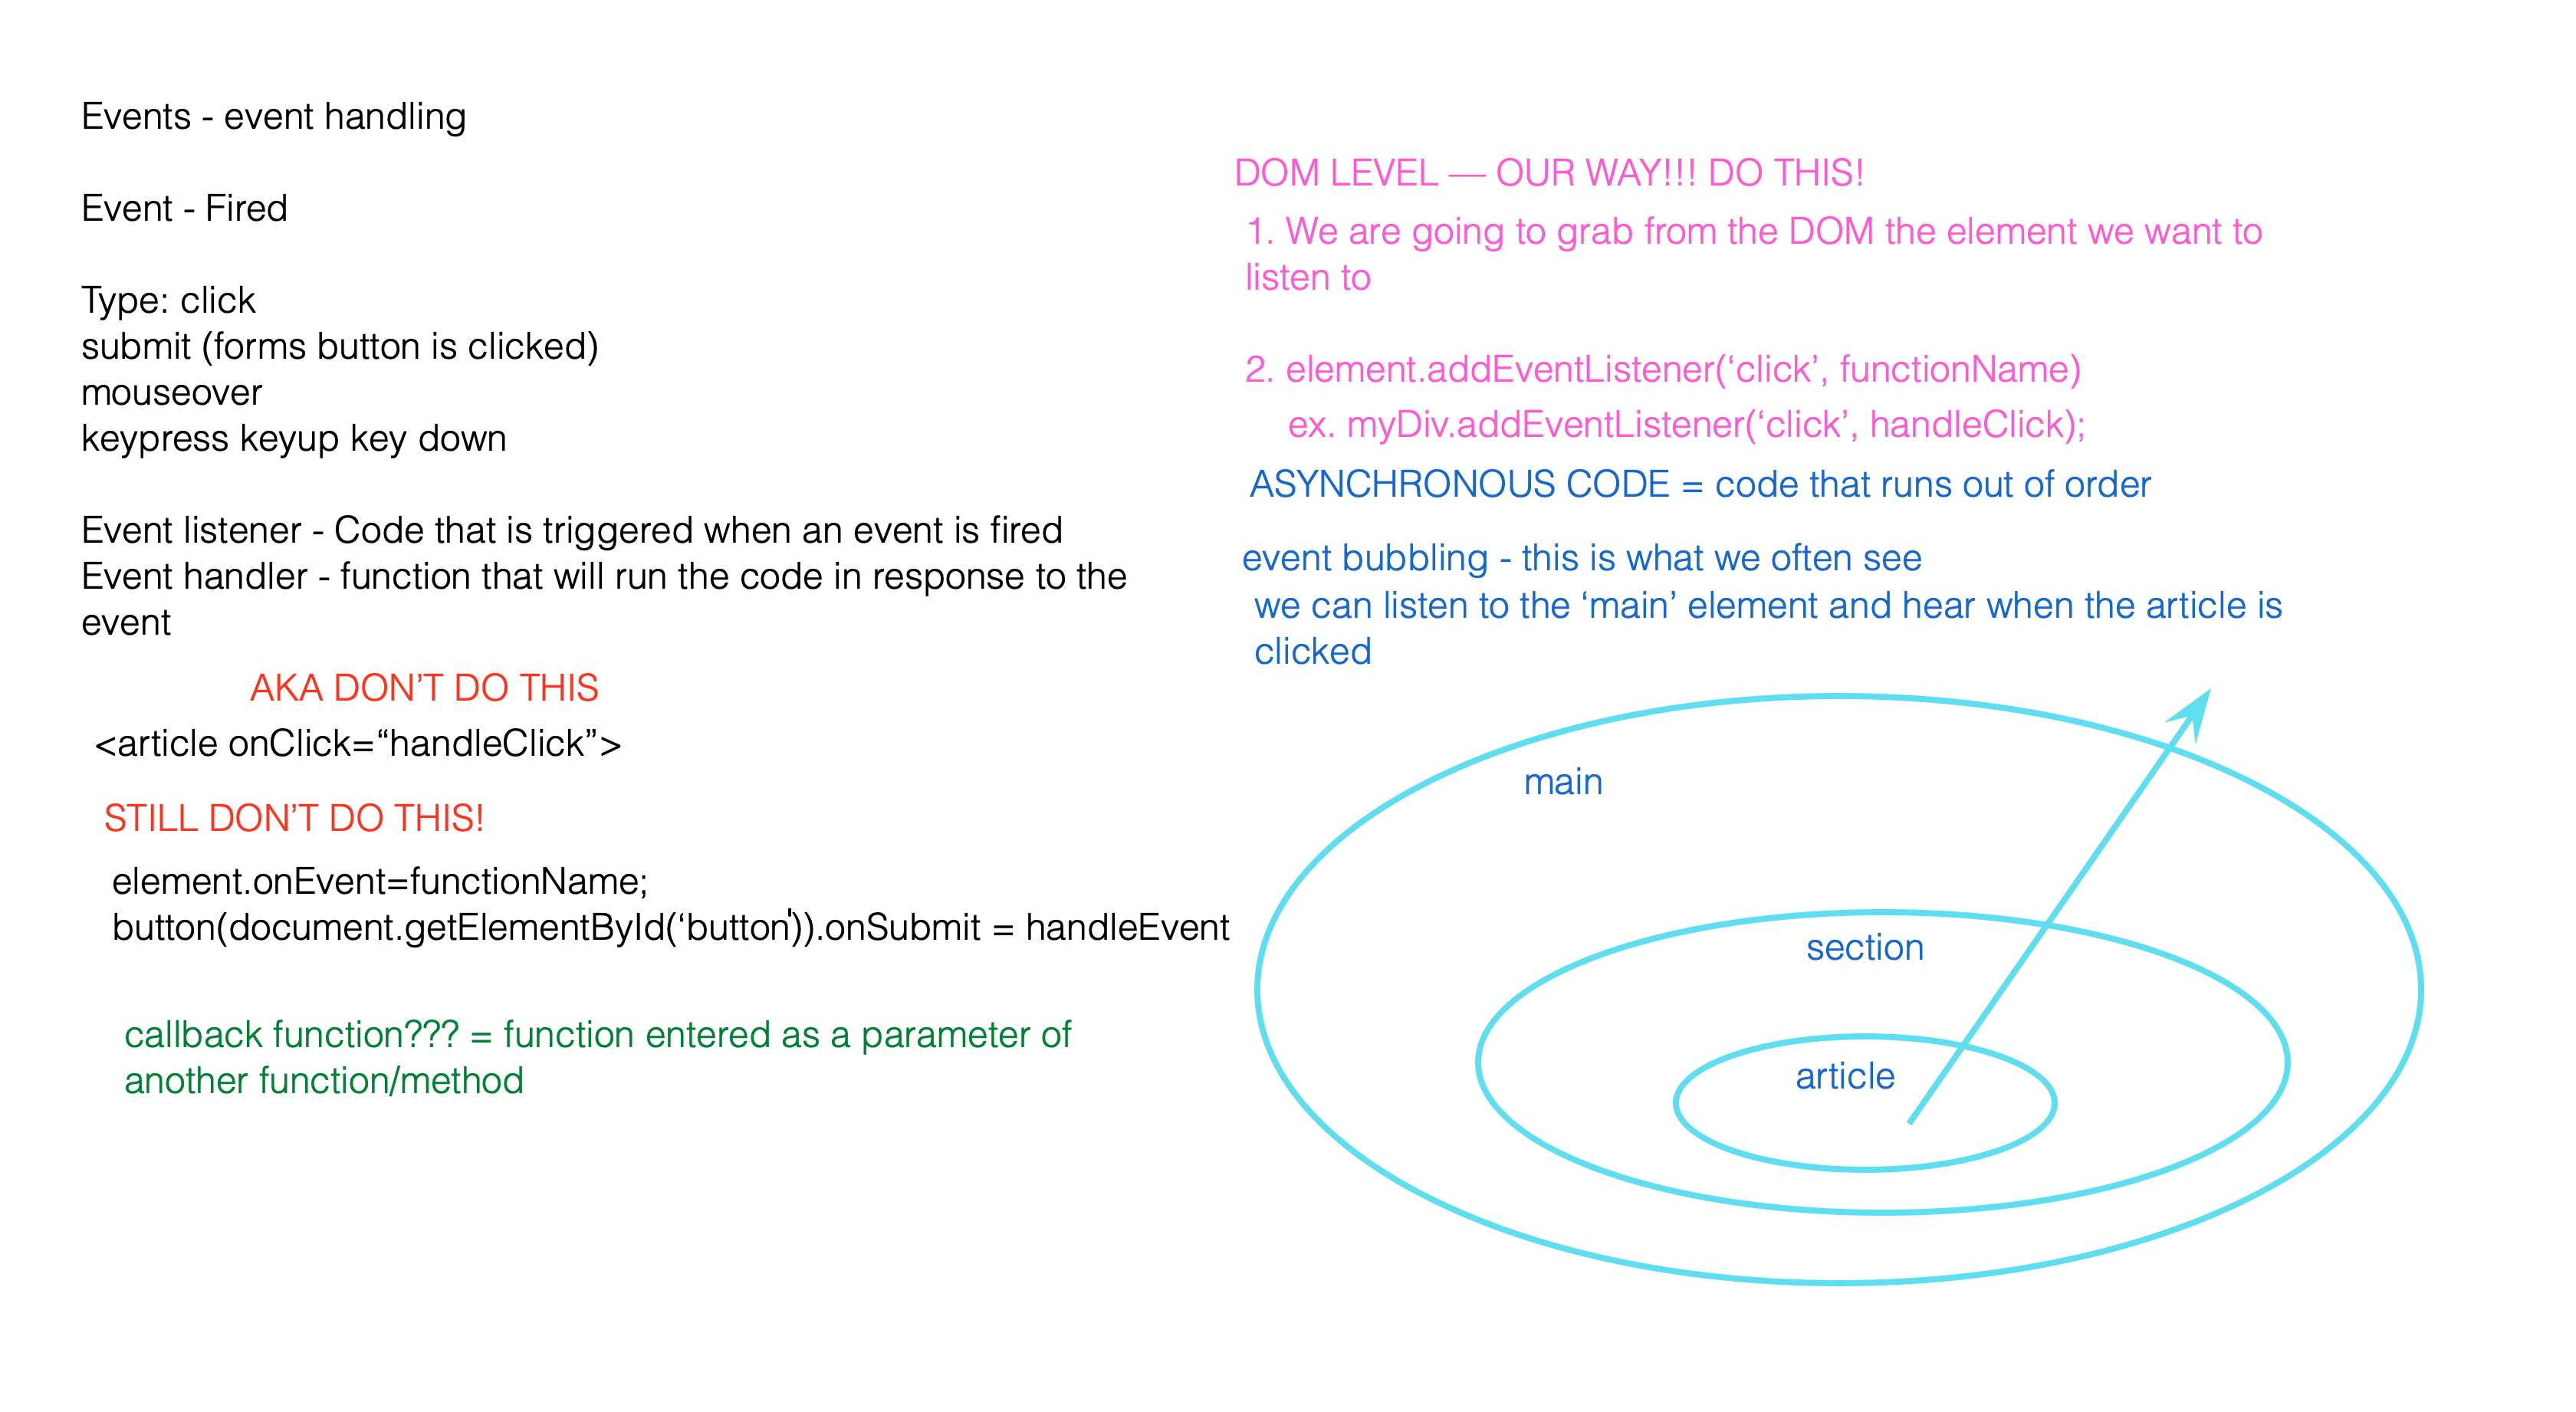 Events - event handling
Event - Fired
Type: click
submit (forms button is clicked)
mouseover
keypress keyup key down
Event listener - Code that is triggered when an event is fired
Event handler - function that will run the code in response to the
event
AKA DON’T DO THIS
<article onClick=“handleClick”>
STILL DON’T DO THIS!
element.onEvent=functionName;
button(document.getElementById(‘button')).onSubmit = handleEvent
callback function??? = function entered as a parameter of
another function/method
DOM LEVEL — OUR WAY!!! DO THIS!
1. We are going to grab from the DOM the element we want to
listen to
2. element.addEventListener(‘click’, functionName)
ex. myDiv.addEventListener(‘click’, handleClick);
ASYNCHRONOUS CODE = code that runs out of order
event bubbling - this is what we often see
we can listen to the ‘main’ element and hear when the article is
clicked
main
section
article